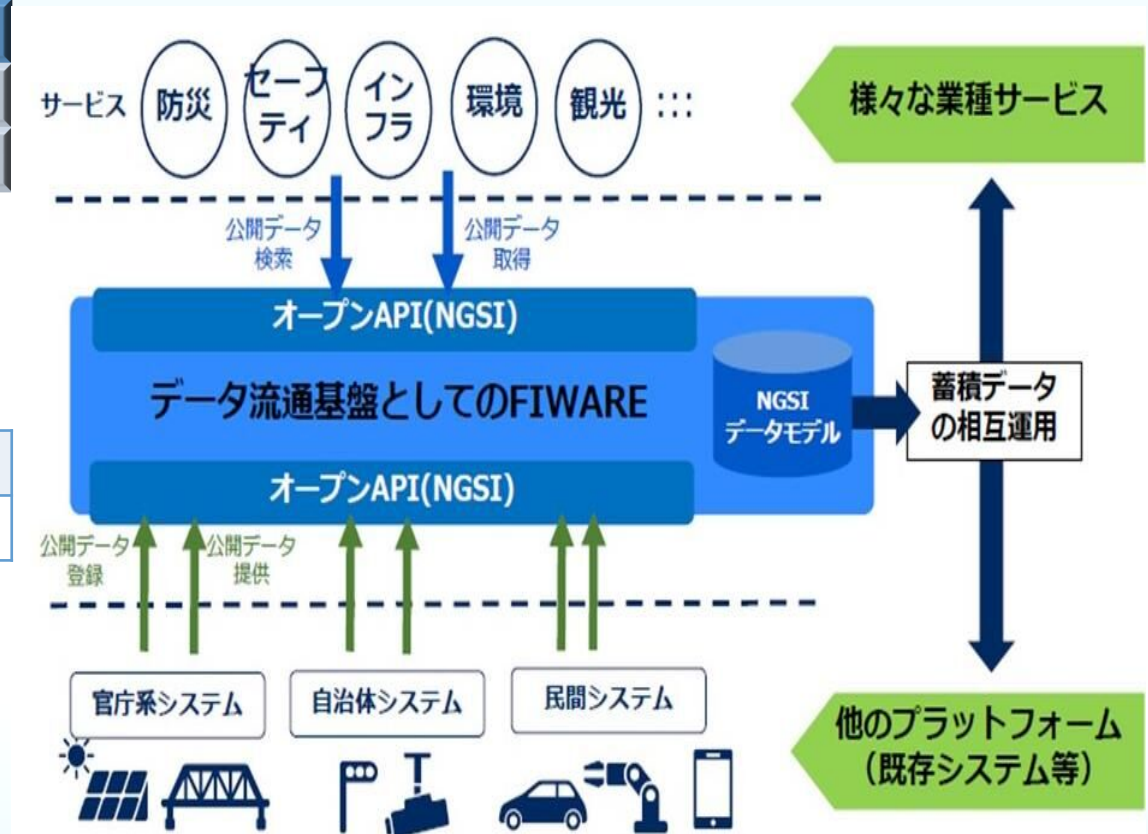 サービス
防災
セーフ
ティ
イン
フラ
環境
観光
:::
様々な業種サービス
公開データ
検索
公開データ
取得
オープンAPI(NGSI)
データ流通基盤としてのFIWARE
NGSI
データモデル
蓄積データ
の相互運用
オープンAPI(NGSI)
公開データ
登録
公開データ
提供
官庁系システム
自治体システム
民間システム
他のプラットフォーム
（既存システム等）